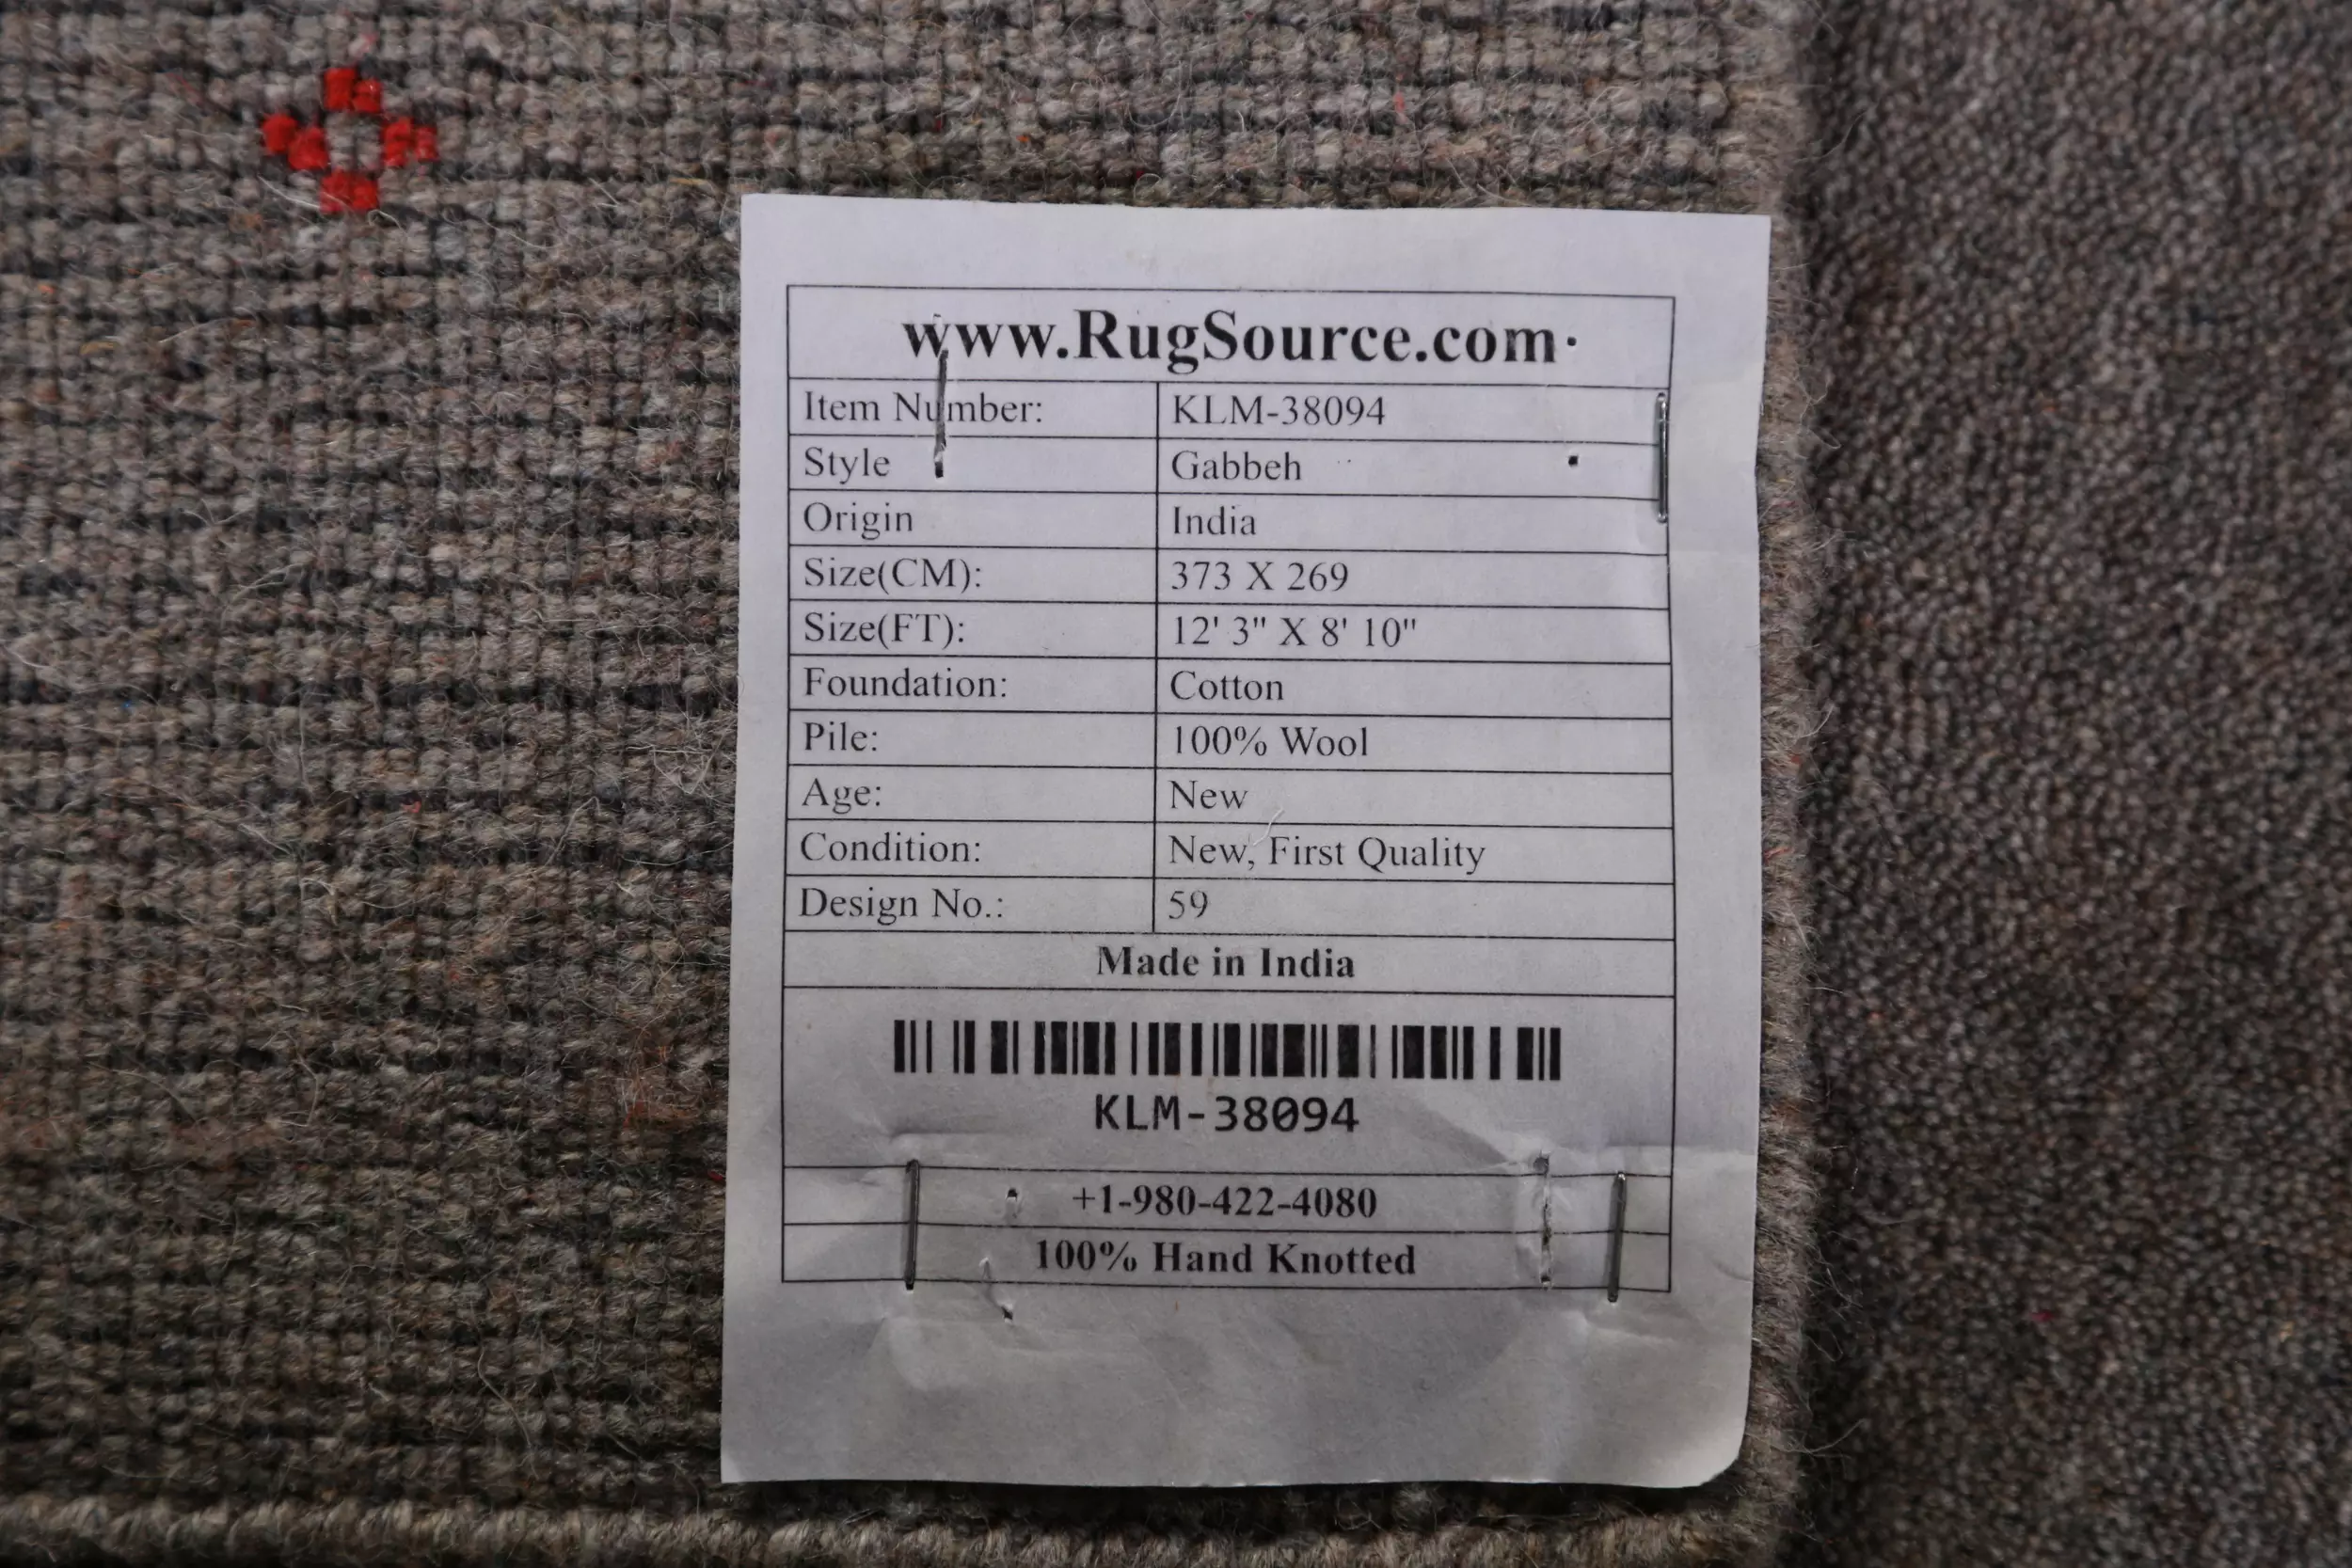 www.RugSource.com
Item Number: KLM-38094
Style Gabbeh
Origin India
Size(CM): 373 X 269
Size(FT): 12' 3" X 8' 10"
Foundation: Cotton
Pile: 100% Wool
Age: New
Condition: New, First Quality
Design No.: 59
Made in India
KLM-38094
+1-980-422-4080
100% Hand Knotted